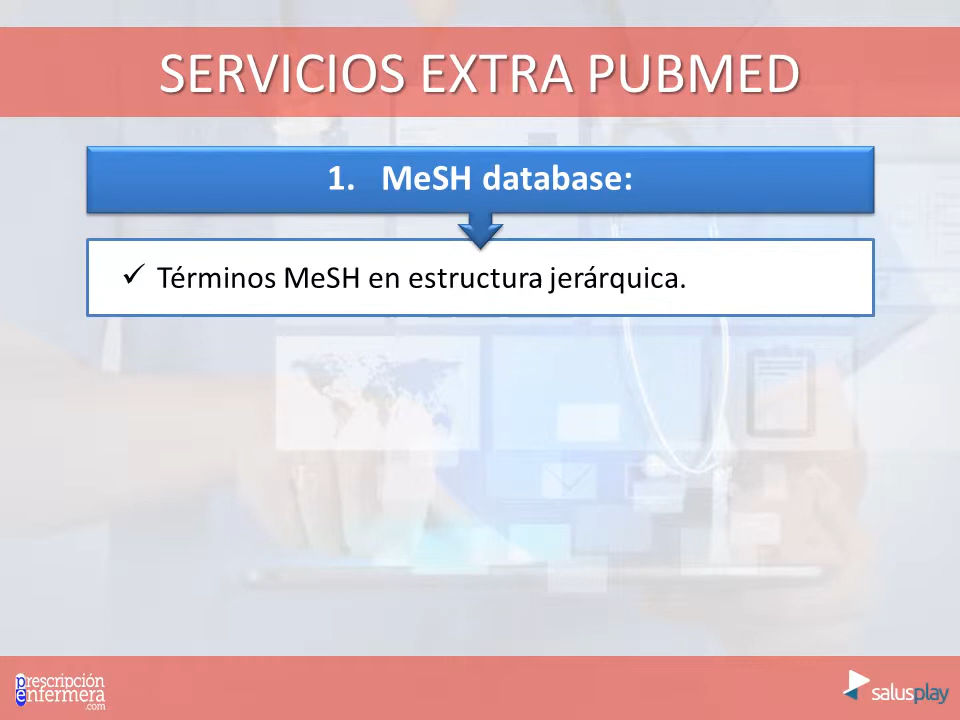 SERVICIOS EXTRA PUBMED
1. MeSH database:
✓ Términos MeSH en estructura jerárquica.
prescripción
enfermera
.com
salusplay